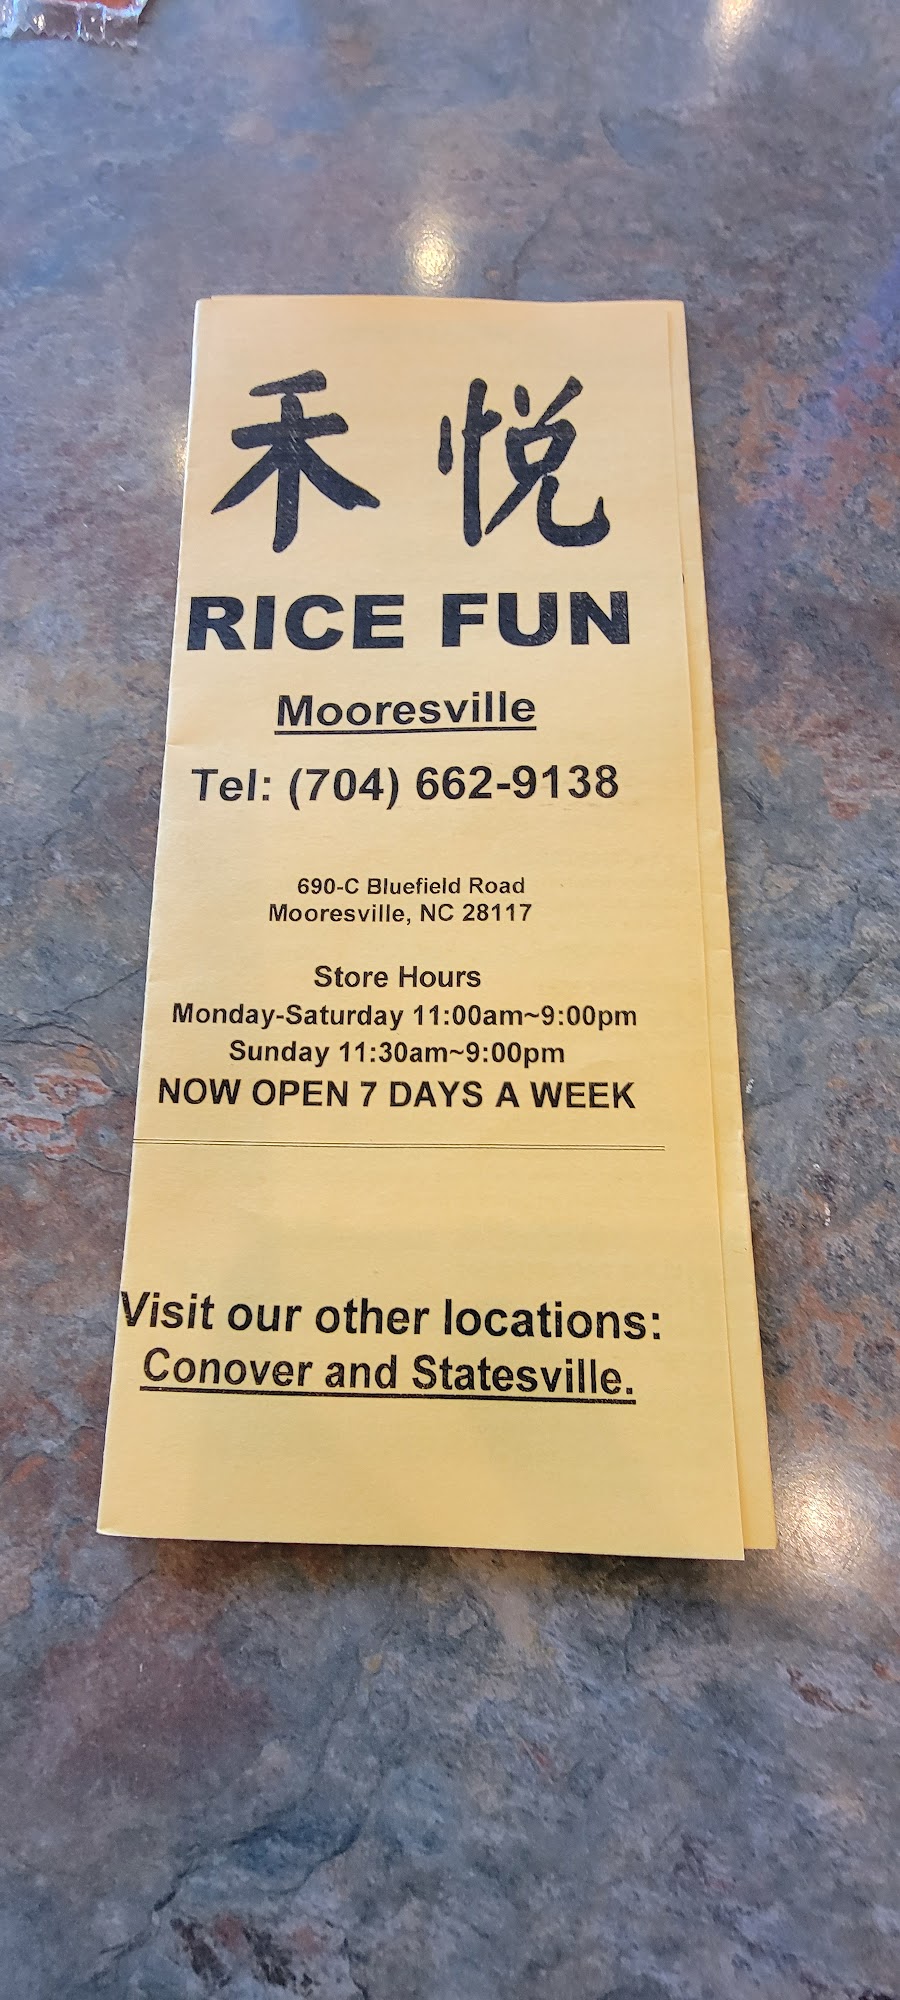 禾 悦
RICE FUN
Mooresville
Tel: (704) 662-9138
690-C Bluefield Road
Mooresville, NC 28117
Store Hours
Monday-Saturday 11:00am~9:00pm
Sunday 11:30am~9:00pm
NOW OPEN 7 DAYS A WEEK
Visit our other locations:
Conover and Statesville.